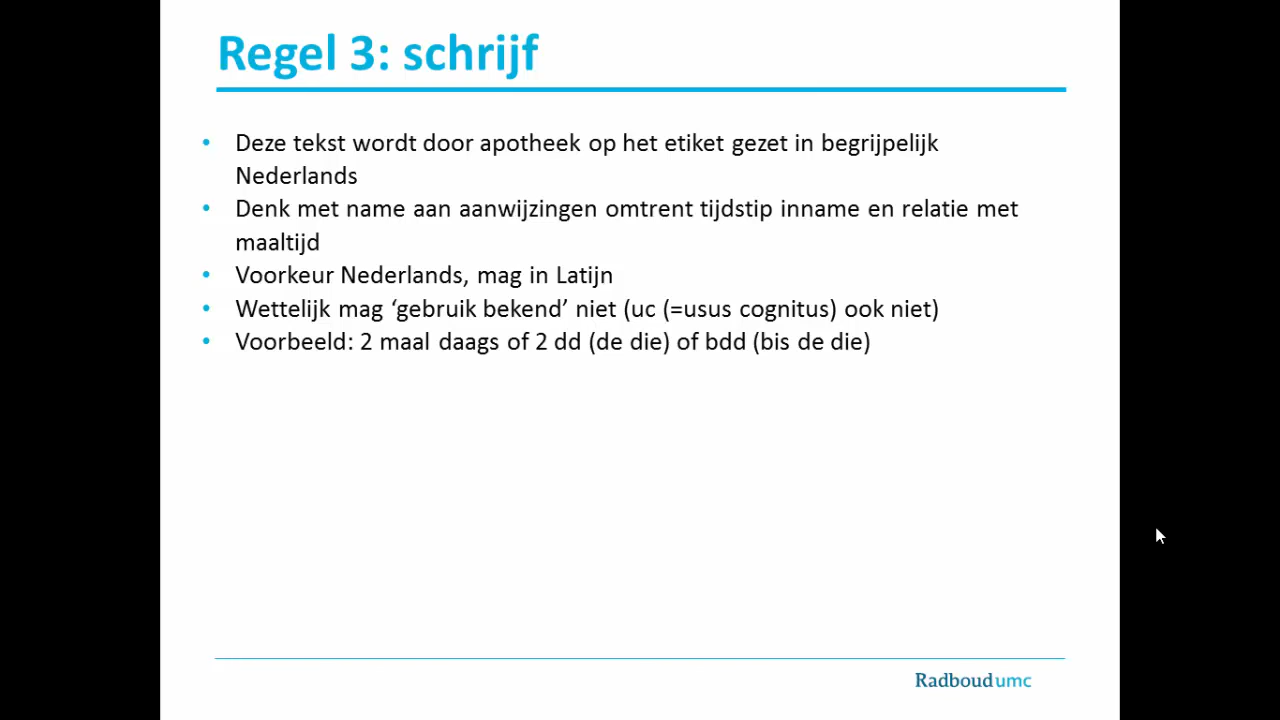 Regel 3: schrijf
• Deze tekst wordt door apotheek op het etiket gezet in begrijpelijk
Nederlands
• Denk met name aan aanwijzingen omtrent tijdstip inname en relatie met
maaltijd
• Voorkeur Nederlands, mag in Latijn
• Wettelijk mag ‘gebruik bekend’ niet (uc (=usus cognitus) ook niet)
• Voorbeeld: 2 maal daags of 2 dd (de die) of bdd (bis de die)
Radboudumc